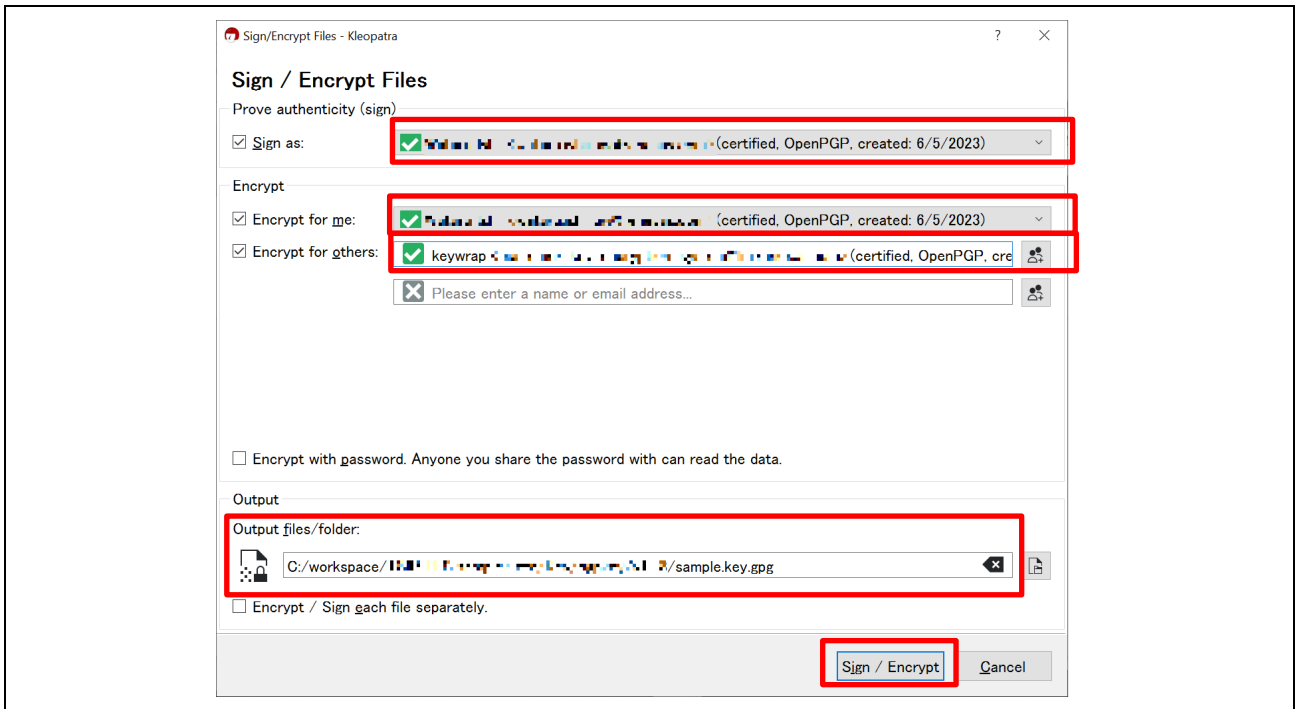 Sign/Encrypt Files - Kleopatra
Sign / Encrypt Files
Prove authenticity (sign)
Sign as: (certified, OpenPGP, created: 6/5/2023)
Encrypt
Encrypt for me: (certified, OpenPGP, created: 6/5/2023)
Encrypt for others: keywrap (certified, OpenPGP, cre
Please enter a name or email address...
Encrypt with password. Anyone you share the password with can read the data.
Output
Output files/folder:
C:/workspace/ /sample.key.gpg
Encrypt / Sign each file separately.
Sign / Encrypt Cancel